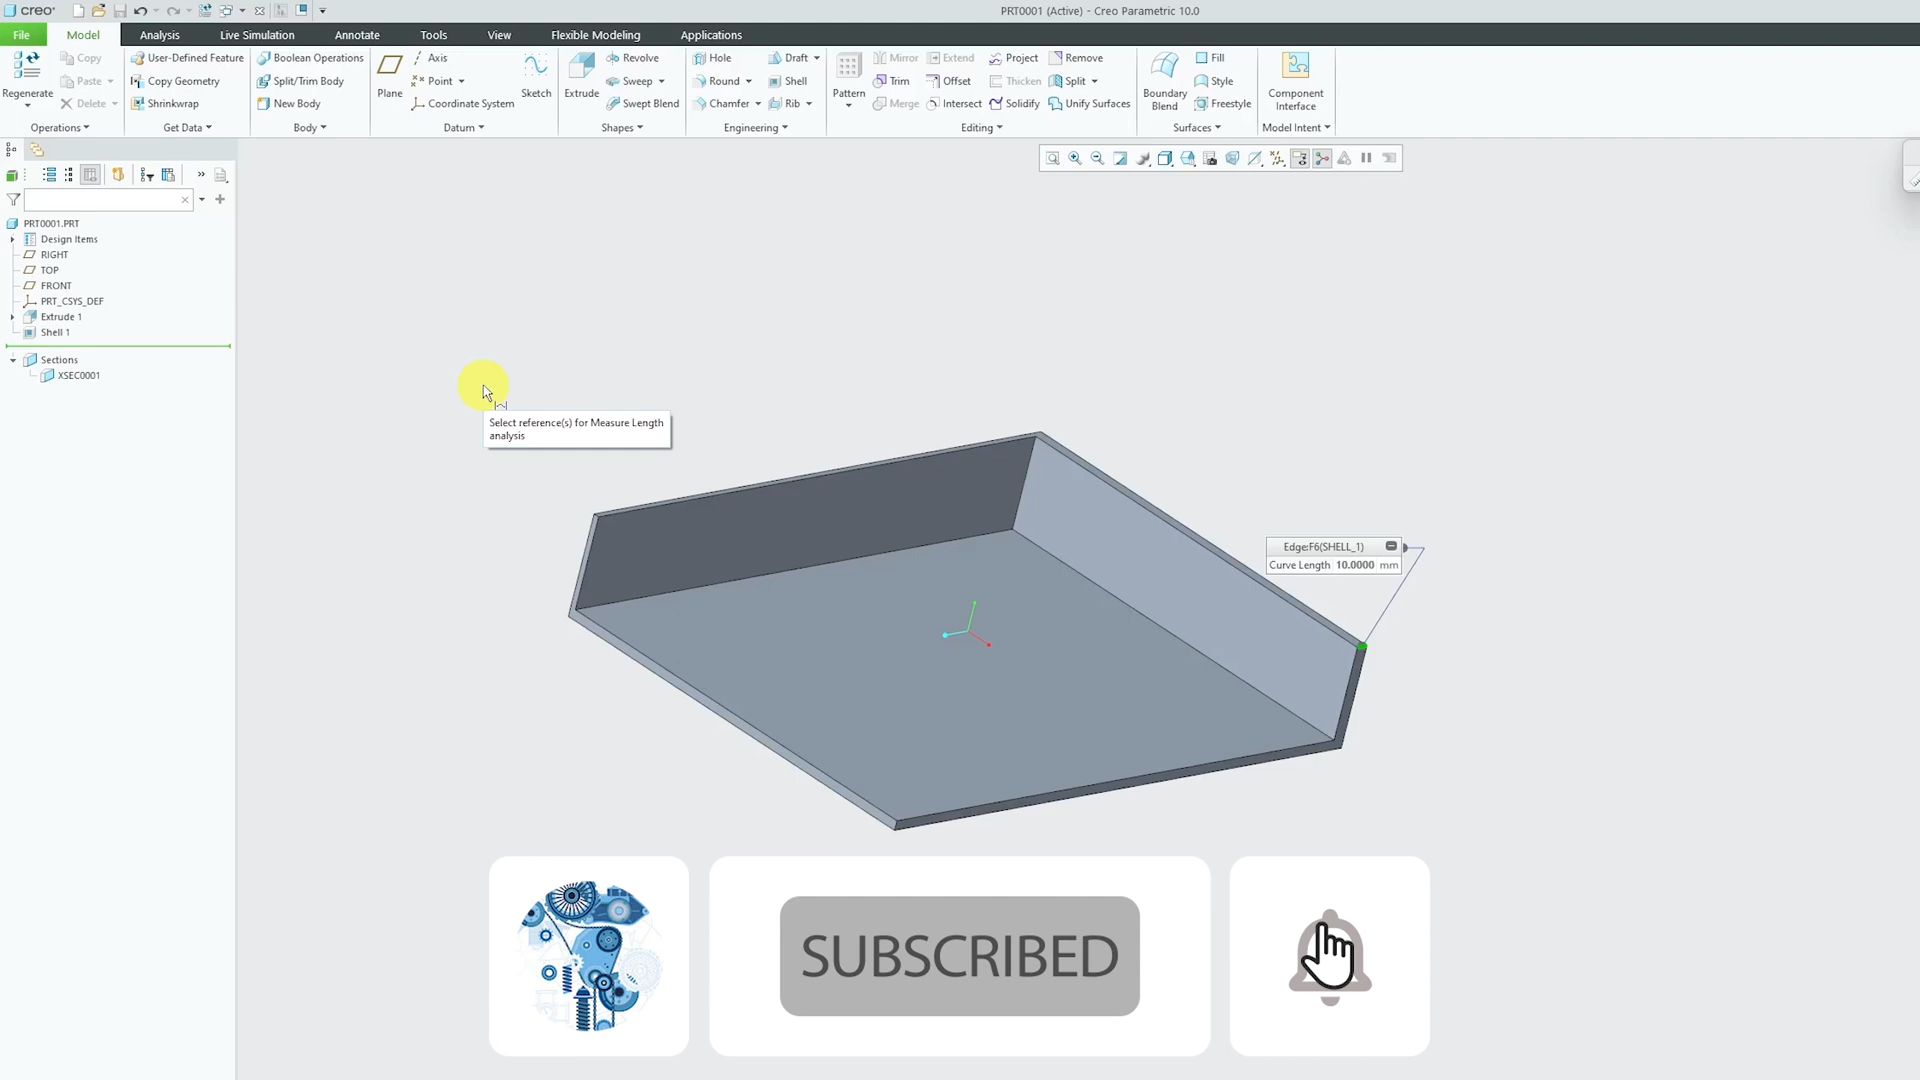 creo
PRT0001 (Active) - Creo Parametric 10.0
File
Model
Analysis
Live Simulation
Annotate
Tools
View
Flexible Modeling
Applications
Regenerate
Copy
Paste
Delete
Operations
User-Defined Feature
Copy Geometry
Shrinkwrap
Get Data
Boolean Operations
Split/Trim Body
New Body
Body
Plane
Axis
Point
Coordinate System
Sketch
Datum
Extrude
Revolve
Sweep
Swept Blend
Shapes
Hole
Round
Chamfer
Draft
Shell
Rib
Engineering
Pattern
Mirror
Trim
Merge
Extend
Offset
Intersect
Project
Thicken
Solidify
Remove
Split
Unify Surfaces
Editing
Boundary
Blend
Fill
Style
Freestyle
Surfaces
Component
Interface
Model Intent
PRT0001.PRT
Design Items
RIGHT
TOP
FRONT
PRT_CSYS_DEF
Extrude 1
Shell 1
Sections
XSEC0001
Select reference(s) for Measure Length
analysis
Edge:F6(SHELL_1)
Curve Length 10.0000 mm
SUBSCRIBED